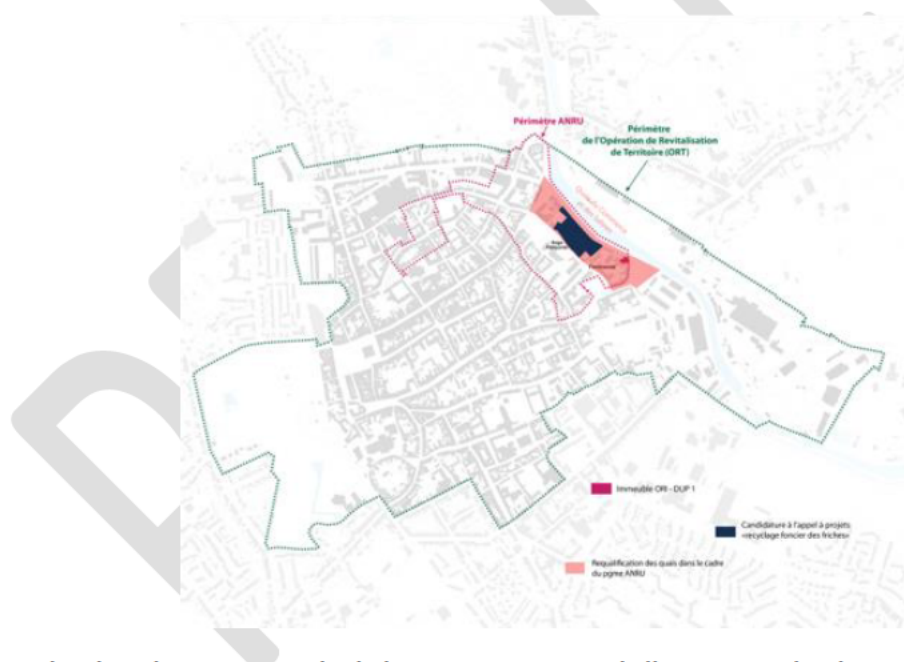 Périmètre ANRU
Périmètre
de l'Opération de Revitalisation
de Territoire (ORT)
Immeuble ORI - DUP 1
Candidature à l'appel à projets
«recyclage foncier des friches»
Requalification des quais dans le cadre
du pgme ANRU